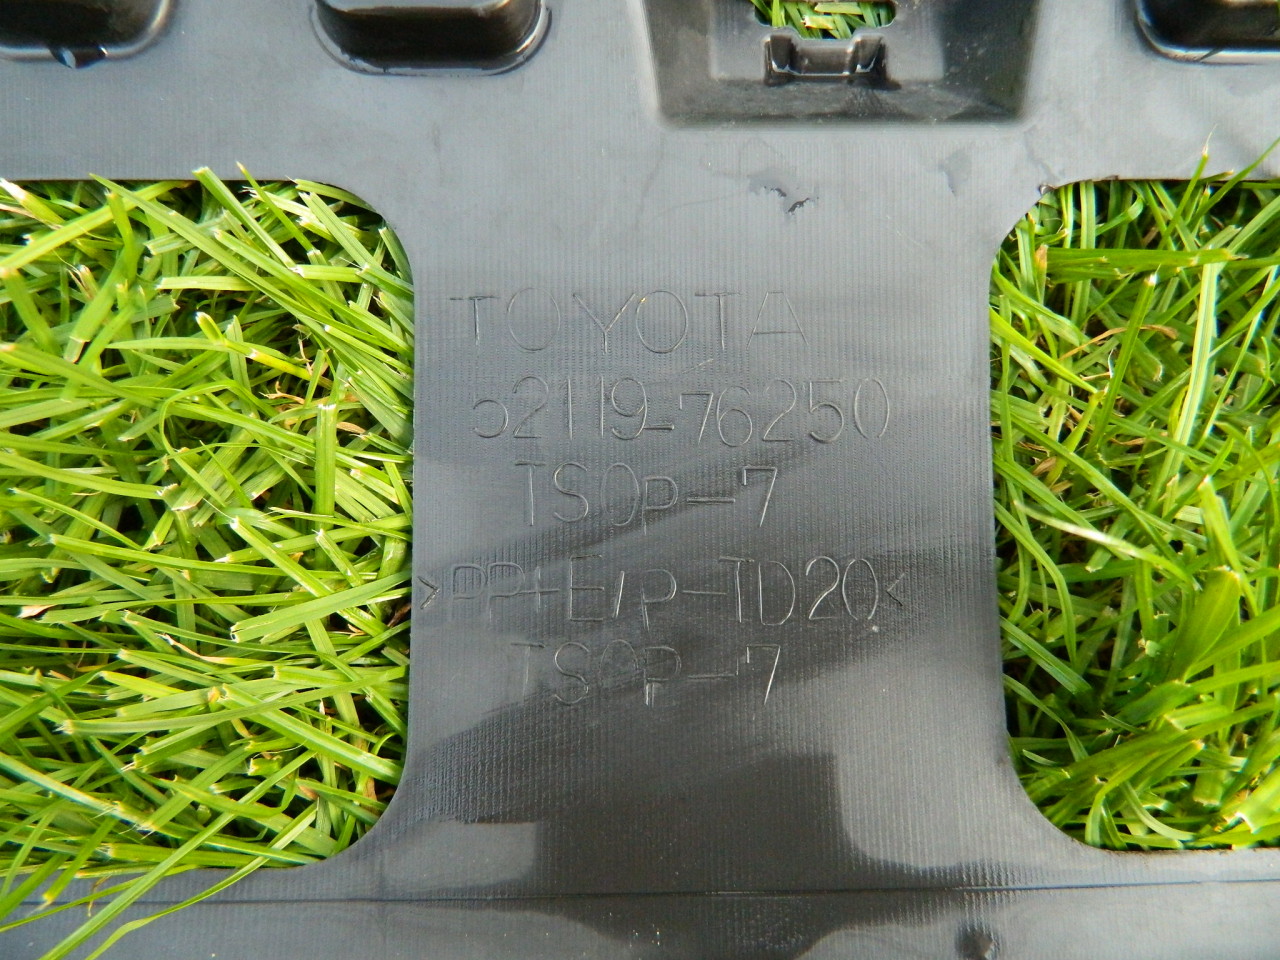 TOYOTA
52119-76250
TSOP-7
>PP+E/P-TD20<
TSOP-7